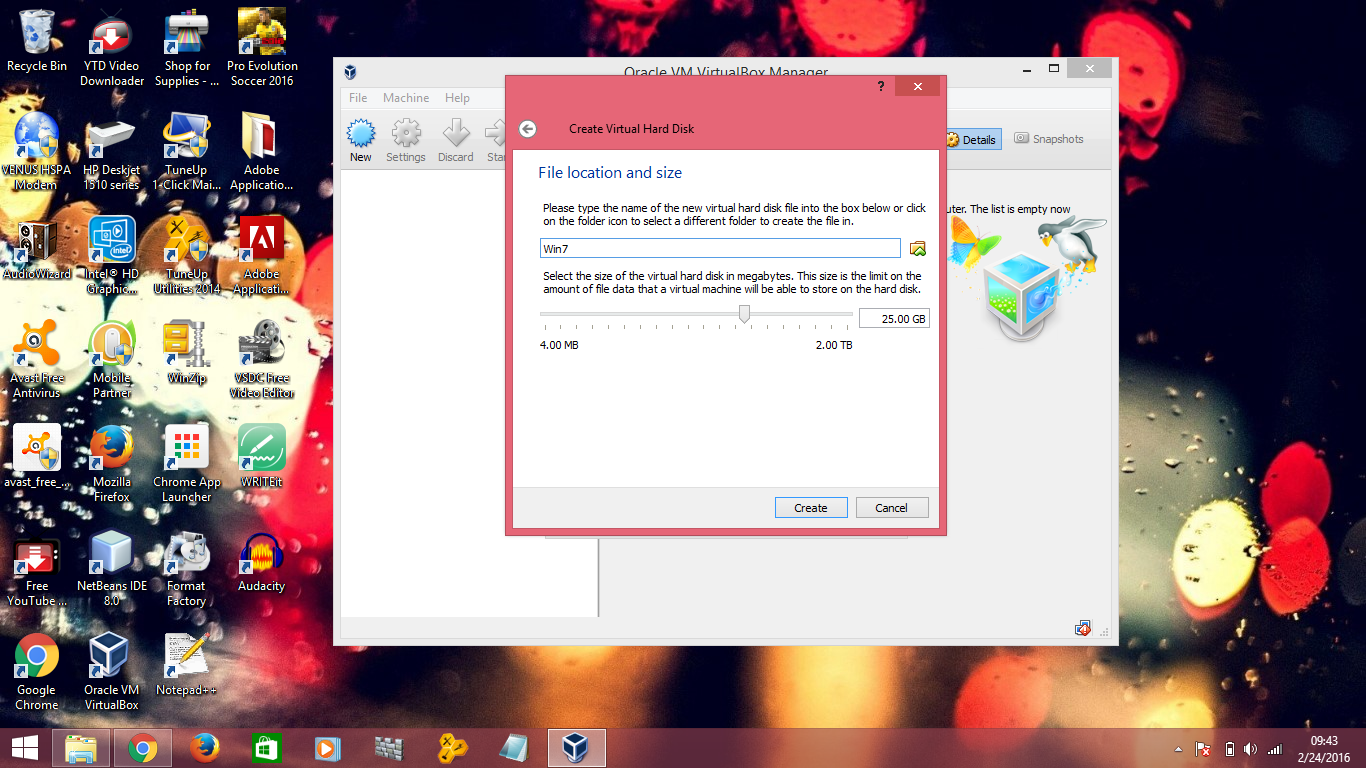 Recycle Bin
YTD Video
Downloader
Shop for
Supplies - ...
Pro Evolution
Soccer 2016
VENUS HSPA
Modem
HP Deskjet
1510 series
TuneUp
1-Click Mai...
Adobe
Applicatio...
AudioWizard
Intel® HD
Graphic...
TuneUp
Utilities 2014
Adobe
Applicati...
Avast Free
Antivirus
Mobile
Partner
WinZip
VSDC Free
Video Editor
avast_free_...
Mozilla
Firefox
Chrome App
Launcher
WRITEit
Free
YouTube ...
NetBeans IDE
8.0
Format
Factory
Audacity
Google
Chrome
Oracle VM
VirtualBox
Notepad++
Oracle VM VirtualBox Manager
File Machine Help
New Settings Discard Star
Details Snapshots
uter. The list is empty now
?
Create Virtual Hard Disk
File location and size
Please type the name of the new virtual hard disk file into the box below or click
on the folder icon to select a different folder to create the file in.
Win7
Select the size of the virtual hard disk in megabytes. This size is the limit on the
amount of file data that a virtual machine will be able to store on the hard disk.
25.00 GB
4.00 MB 2.00 TB
Create Cancel
09:43
2/24/2016